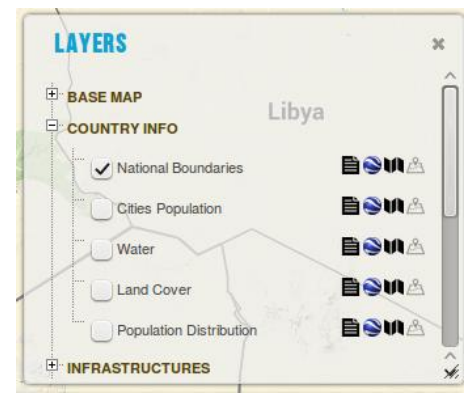 LAYERS
BASE MAP
Libya
COUNTRY INFO
National Boundaries
Cities Population
Water
Land Cover
Population Distribution
INFRASTRUCTURES